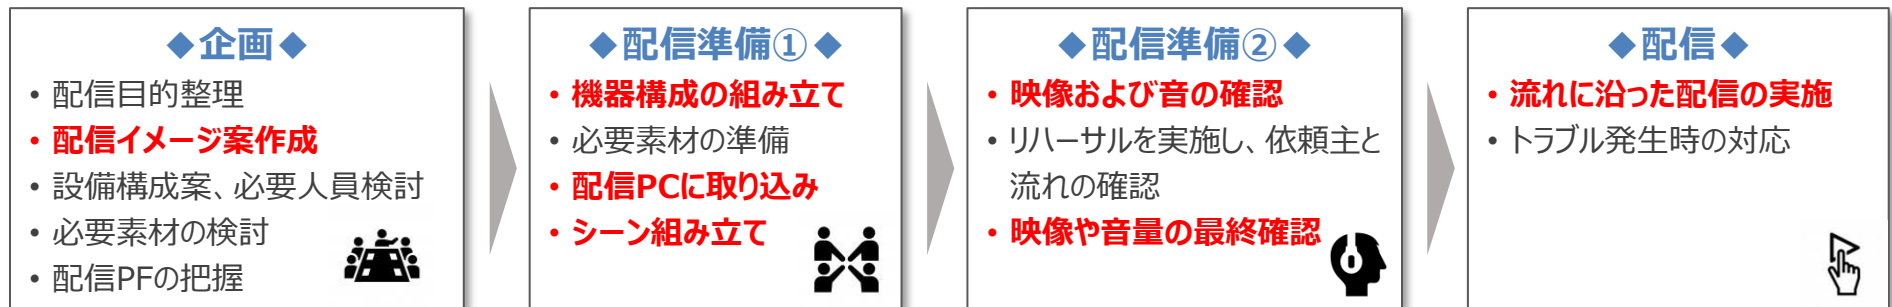 ◆企画◆
• 配信目的整理
• 配信イメージ案作成
• 設備構成案、必要人員検討
• 必要素材の検討
• 配信PFの把握
◆配信準備①◆
• 機器構成の組み立て
• 必要素材の準備
• 配信PCに取り込み
• シーン組み立て
◆配信準備②◆
• 映像および音の確認
• リハーサルを実施し、依頼主と
流れの確認
• 映像や音量の最終確認
◆配信◆
• 流れに沿った配信の実施
• トラブル発生時の対応